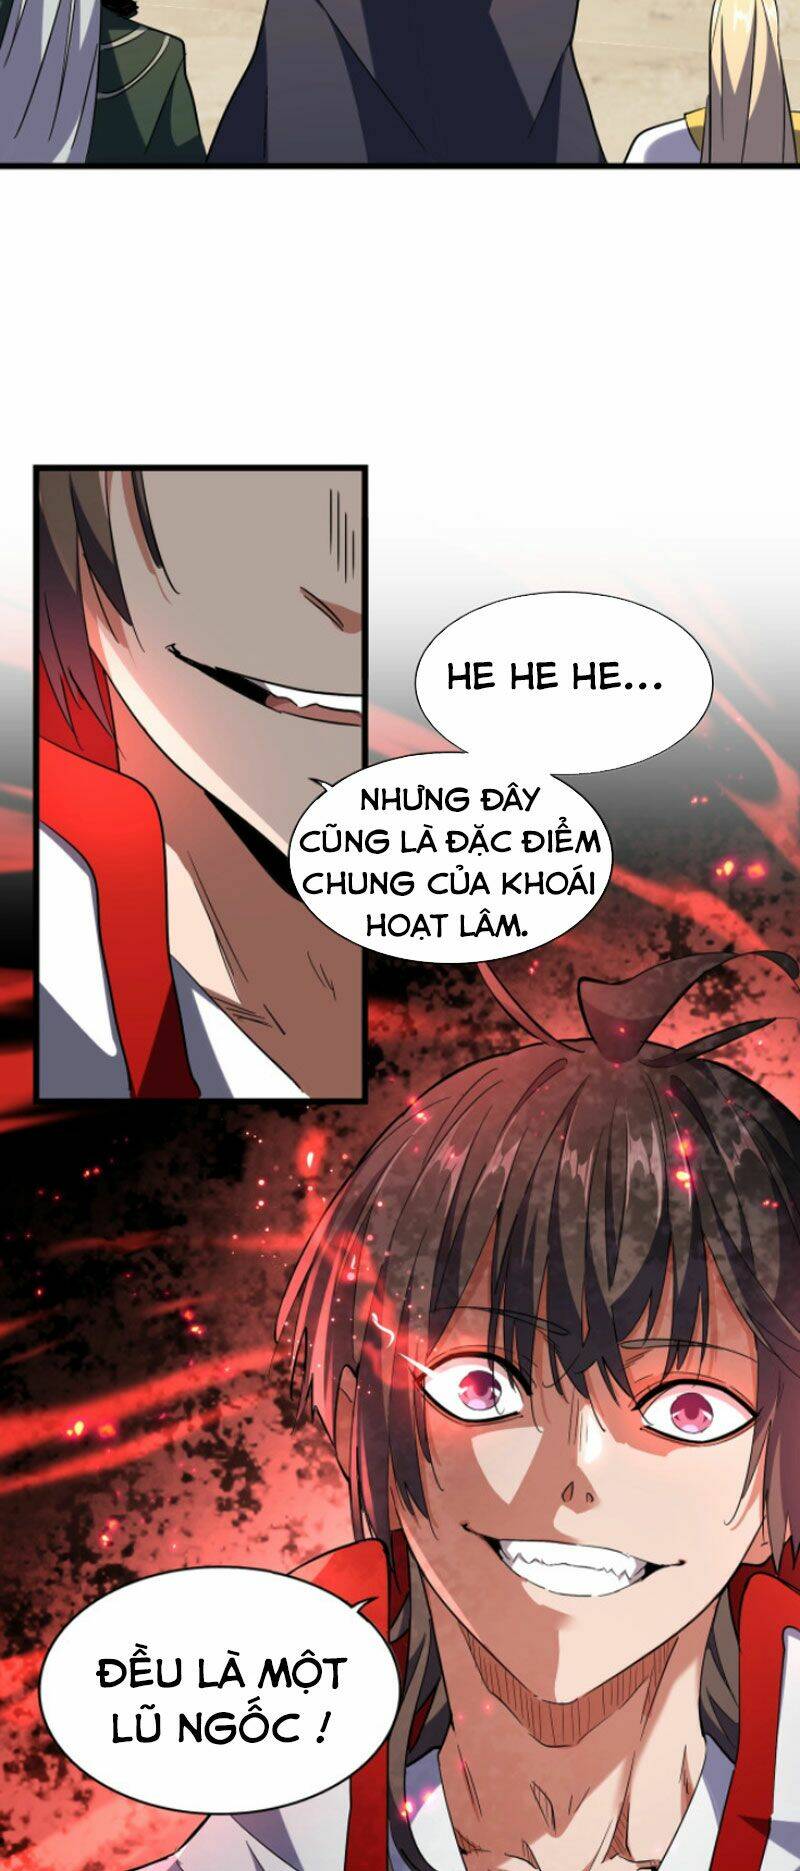 HE HE HE...
NHƯNG ĐÂY
CŨNG LÀ ĐẶC ĐIỂM
CHUNG CỦA KHOÁI
HOẠT LÂM.
ĐỀU LÀ MỘT
LŨ NGỐC !